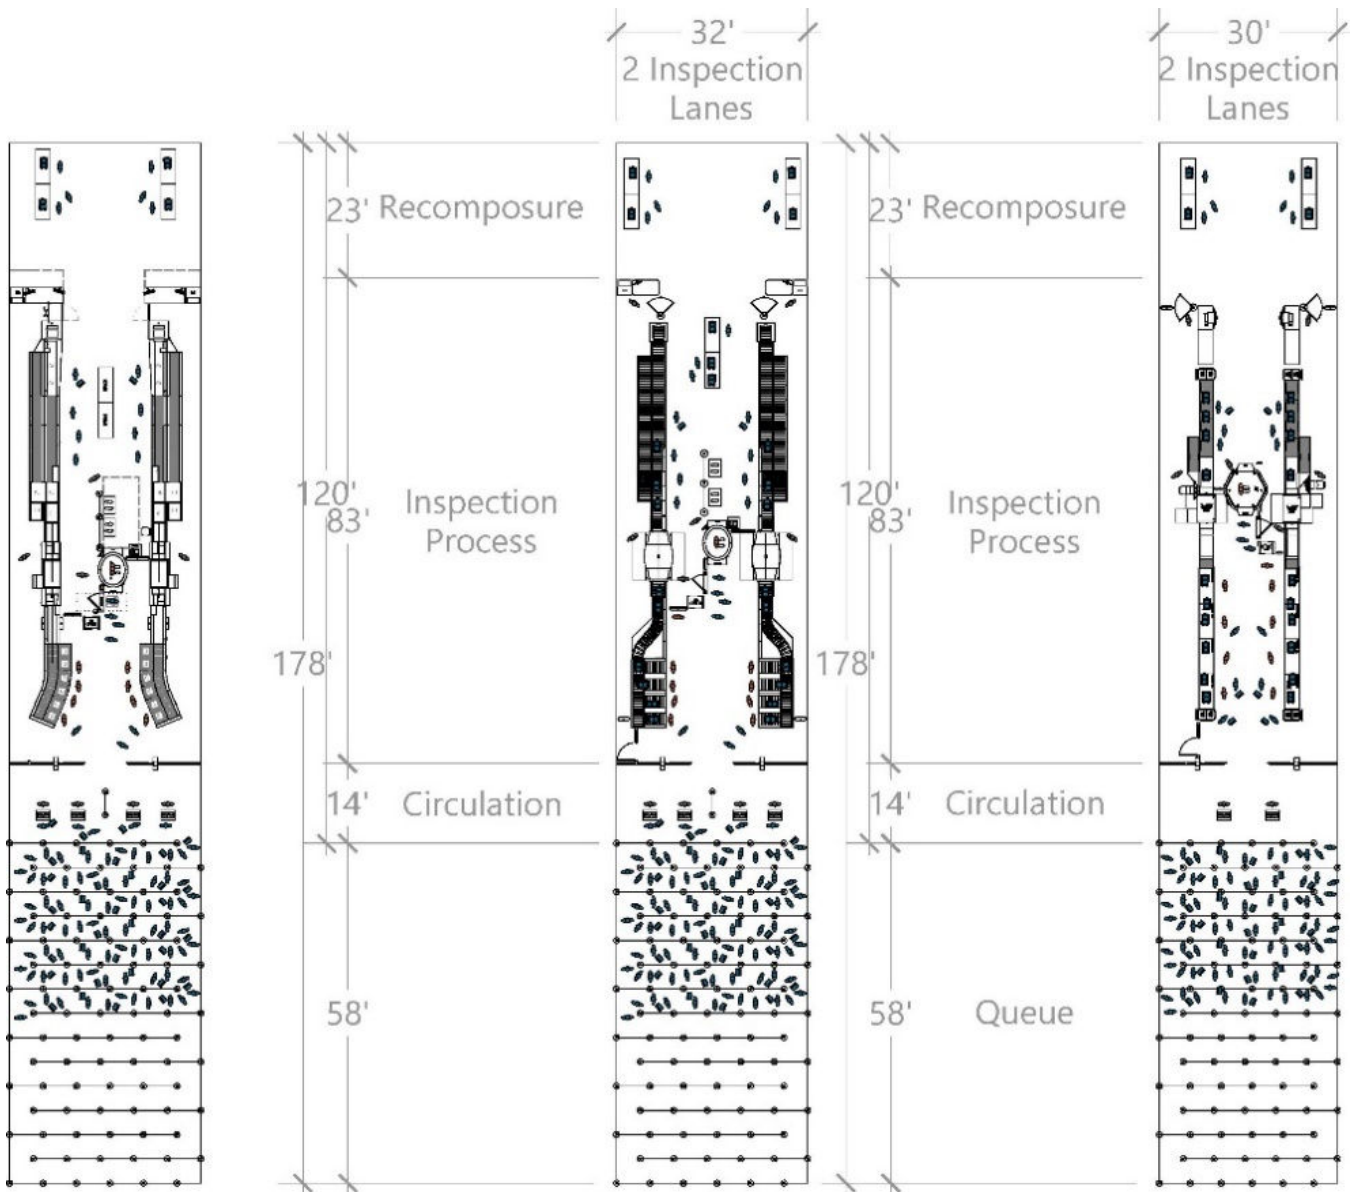 32'
2 Inspection
Lanes
30'
2 Inspection
Lanes
23' Recomposure
23' Recomposure
120'
83'
Inspection
Process
120'
83'
Inspection
Process
178'
178'
14' Circulation
14' Circulation
58'
58' Queue